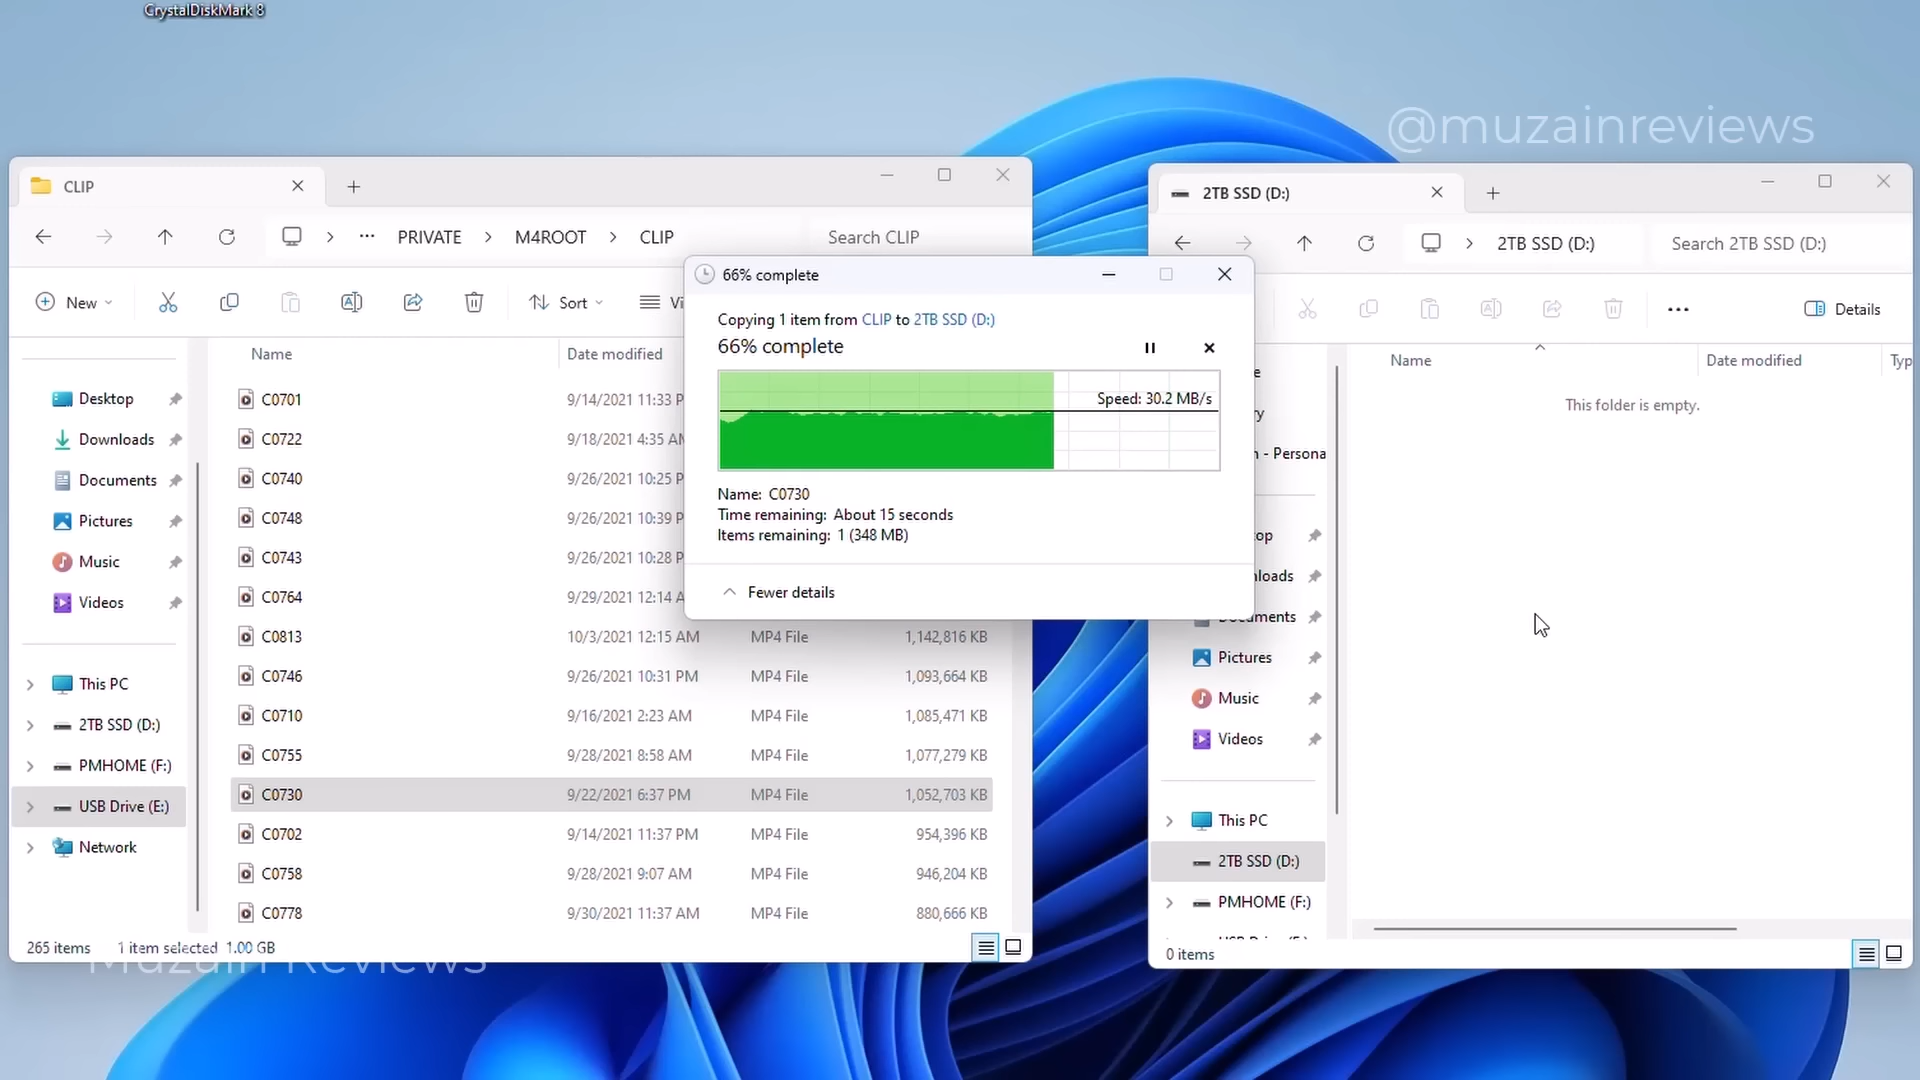 CrystalDiskMark 8
@muzainreviews
CLIP
PRIVATE
M4ROOT
CLIP
Search CLIP
New
Sort
Vi
Name
Date modified
Desktop
Downloads
Documents
Pictures
Music
Videos
This PC
2TB SSD (D:)
PMHOME (F:)
USB Drive (E:)
Network
C0701 9/14/2021 11:33 P
C0722 9/18/2021 4:35 AM
C0740 9/26/2021 10:25 P
C0748 9/26/2021 10:39 P
C0743 9/26/2021 10:28 P
C0764 9/29/2021 12:14 A
C0813 10/3/2021 12:15 AM MP4 File 1,142,816 KB
C0746 9/26/2021 10:31 PM MP4 File 1,093,664 KB
C0710 9/16/2021 2:23 AM MP4 File 1,085,471 KB
C0755 9/28/2021 8:58 AM MP4 File 1,077,279 KB
C0730 9/22/2021 6:37 PM MP4 File 1,052,703 KB
C0702 9/14/2021 11:37 PM MP4 File 954,396 KB
C0758 9/28/2021 9:07 AM MP4 File 946,204 KB
C0778 9/30/2021 11:37 AM MP4 File 880,666 KB
265 items 1 item selected 1.00 GB
Muzain Reviews
66% complete
Copying 1 item from CLIP to 2TB SSD (D:)
66% complete
Speed: 30.2 MB/s
Name: C0730
Time remaining: About 15 seconds
Items remaining: 1 (348 MB)
Fewer details
2TB SSD (D:)
2TB SSD (D:)
Search 2TB SSD (D:)
Details
Name
Date modified
Typ
This folder is empty.
n - Persona
Documents
Pictures
Music
Videos
This PC
2TB SSD (D:)
PMHOME (F:)
0 items